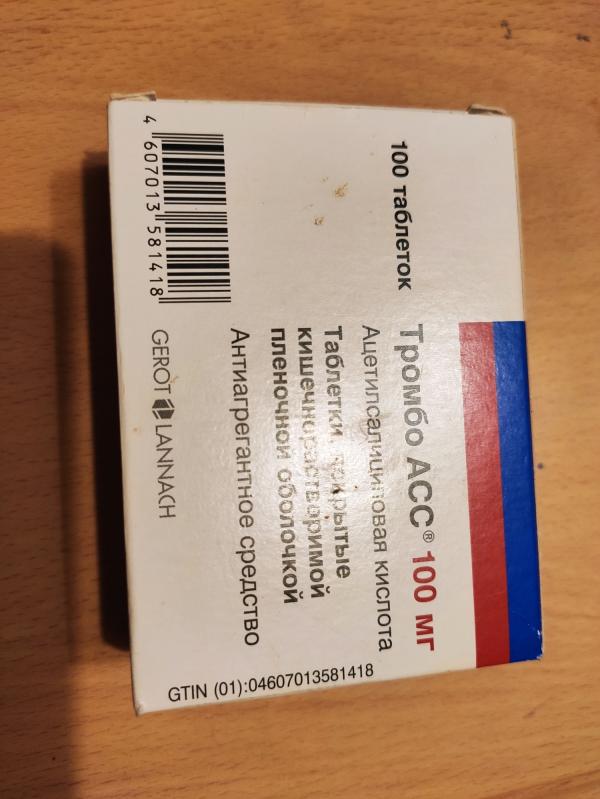 100 таблеток
Тромбо АСС® 100 мг
Ацетилсалициловая кислота
Таблетки, покрытые
кишечнорастворимой
пленочной оболочкой
Антиагрегантное средство
GEROT LANNACH
4 607013 581418
GTIN (01):04607013581418